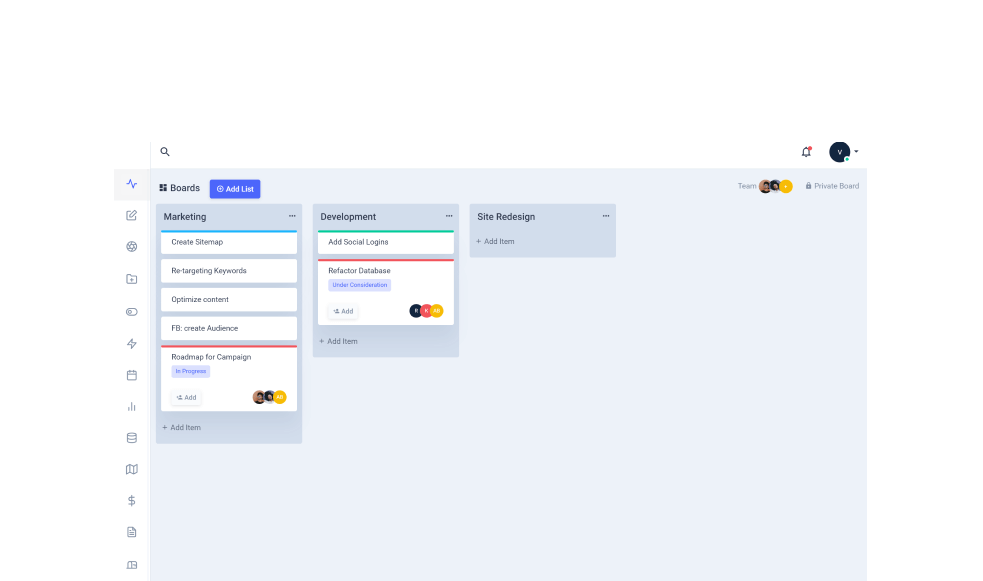 V
Boards
Add List
Team
+
Private Board
Marketing
Create Sitemap
Re-targeting Keywords
Optimize content
FB: create Audience
Roadmap for Campaign
In Progress
Add
AB
+ Add Item
Development
Add Social Logins
Refactor Database
Under Consideration
Add
R
K
AB
+ Add Item
Site Redesign
+ Add Item